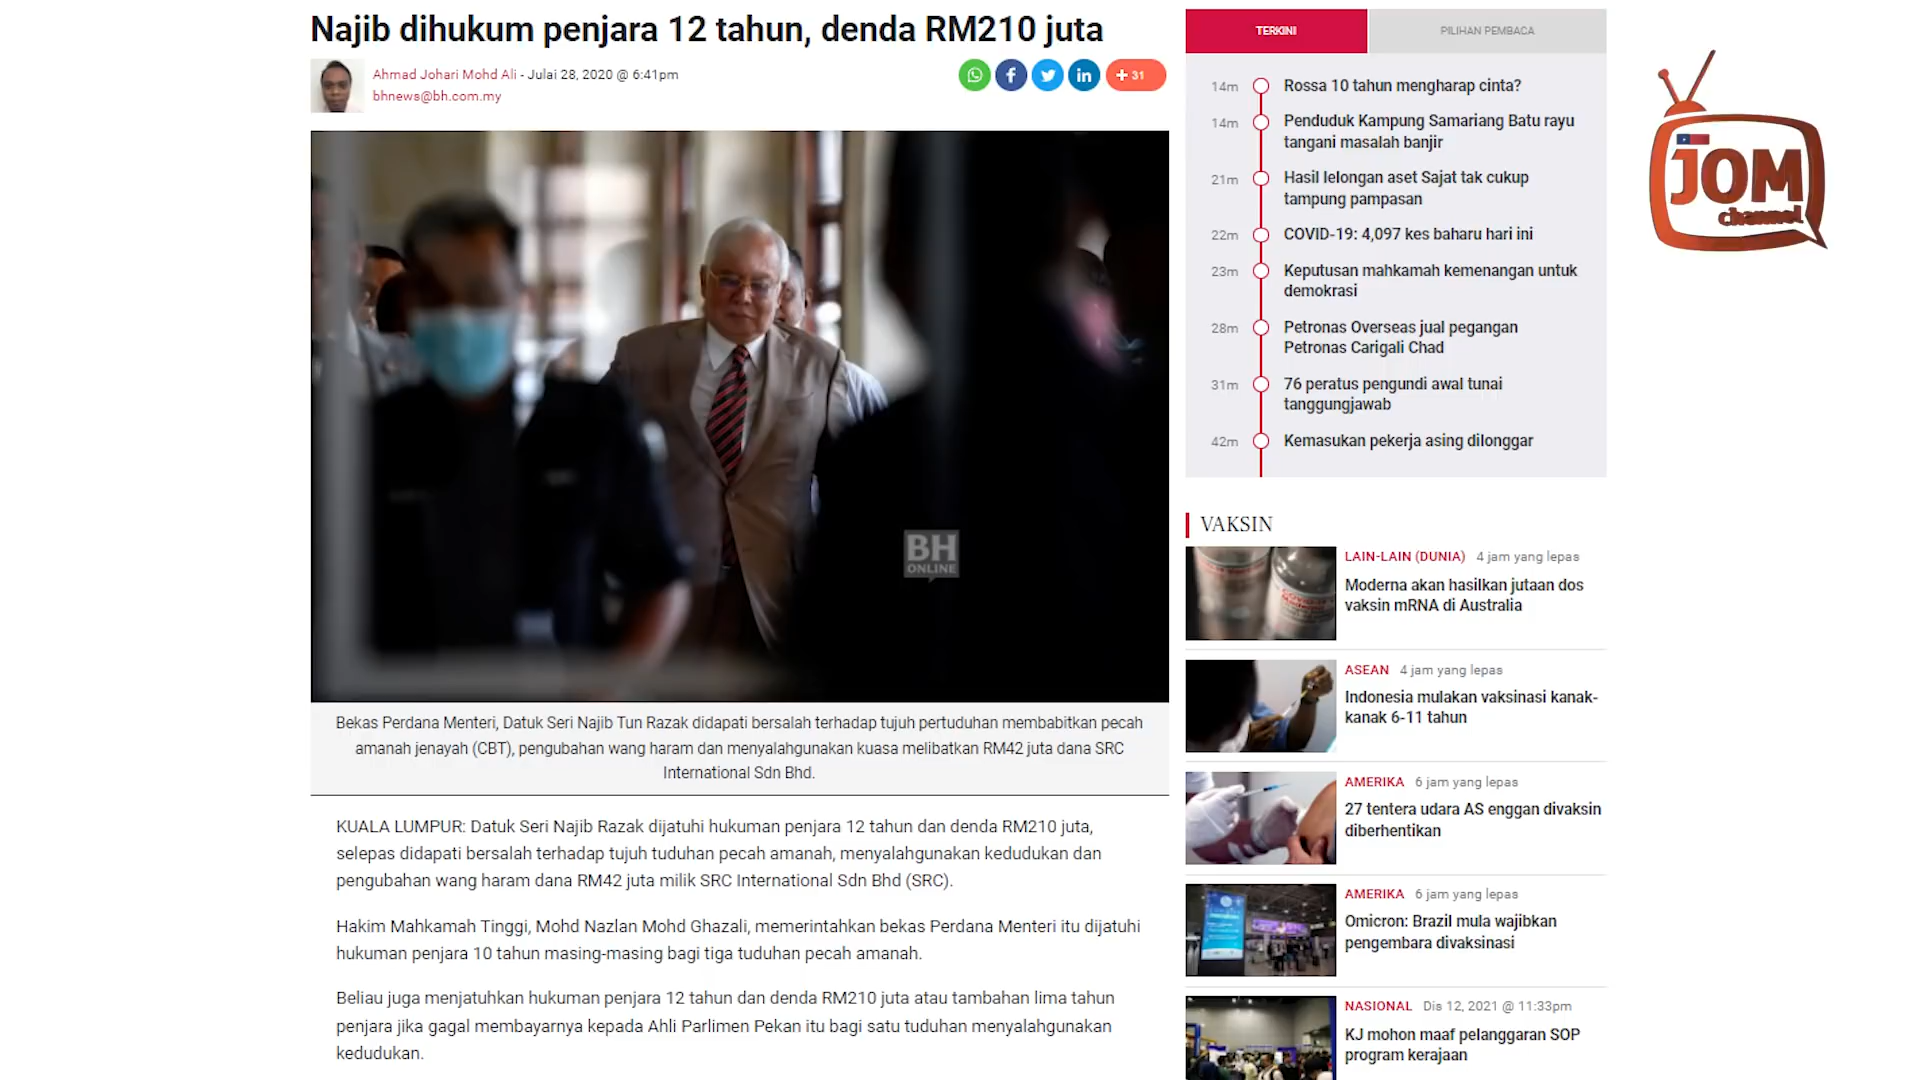 Najib dihukum penjara 12 tahun, denda RM210 juta
Ahmad Johari Mohd Ali - Julai 28, 2020 @ 6:41pm
bhnews@bh.com.my
31
BH
ONLINE
Bekas Perdana Menteri, Datuk Seri Najib Tun Razak didapati bersalah terhadap tujuh pertuduhan membabitkan pecah
amanah jenayah (CBT), pengubahan wang haram dan menyalahgunakan kuasa melibatkan RM42 juta dana SRC
International Sdn Bhd.
KUALA LUMPUR: Datuk Seri Najib Razak dijatuhi hukuman penjara 12 tahun dan denda RM210 juta,
selepas didapati bersalah terhadap tujuh tuduhan pecah amanah, menyalahgunakan kedudukan dan
pengubahan wang haram dana RM42 juta milik SRC International Sdn Bhd (SRC).
Hakim Mahkamah Tinggi, Mohd Nazlan Mohd Ghazali, memerintahkan bekas Perdana Menteri itu dijatuhi
hukuman penjara 10 tahun masing-masing bagi tiga tuduhan pecah amanah.
Beliau juga menjatuhkan hukuman penjara 12 tahun dan denda RM210 juta atau tambahan lima tahun
penjara jika gagal membayarnya kepada Ahli Parlimen Pekan itu bagi satu tuduhan menyalahgunakan
kedudukan.
TERKINI
PILIHAN PEMBACA
14m Rossa 10 tahun mengharap cinta?
14m Penduduk Kampung Samariang Batu rayu
tangani masalah banjir
21m Hasil lelongan aset Sajat tak cukup
tampung pampasan
22m COVID-19: 4,097 kes baharu hari ini
23m Keputusan mahkamah kemenangan untuk
demokrasi
28m Petronas Overseas jual pegangan
Petronas Carigali Chad
31m 76 peratus pengundi awal tunai
tanggungjawab
42m Kemasukan pekerja asing dilonggar
VAKSIN
LAIN-LAIN (DUNIA) 4 jam yang lepas
Moderna akan hasilkan jutaan dos
vaksin mRNA di Australia
ASEAN 4 jam yang lepas
Indonesia mulakan vaksinasi kanak-
kanak 6-11 tahun
AMERIKA 6 jam yang lepas
27 tentera udara AS enggan divaksin
diberhentikan
AMERIKA 6 jam yang lepas
Omicron: Brazil mula wajibkan
pengembara divaksinasi
NASIONAL Dis 12, 2021 @ 11:33pm
KJ mohon maaf pelanggaran SOP
program kerajaan
JOM
channel